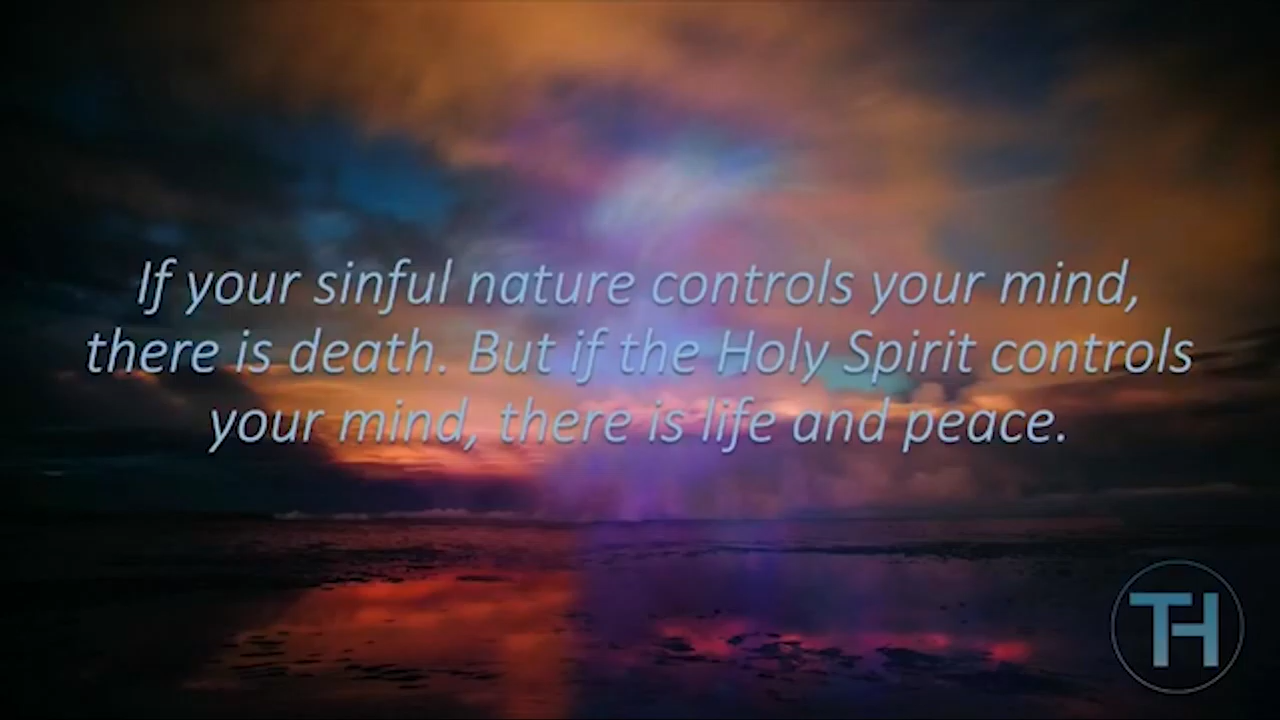 If your sinful nature controls your mind,
there is death. But if the Holy Spirit controls
your mind, there is life and peace.
TH